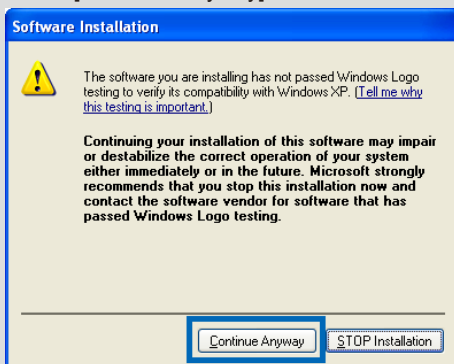 Software Installation
The software you are installing has not passed Windows Logo
testing to verify its compatibility with Windows XP. (Tell me why
this testing is important.)
Continuing your installation of this software may impair
or destabilize the correct operation of your system
either immediately or in the future. Microsoft strongly
recommends that you stop this installation now and
contact the software vendor for software that has
passed Windows Logo testing.
Continue Anyway
STOP Installation